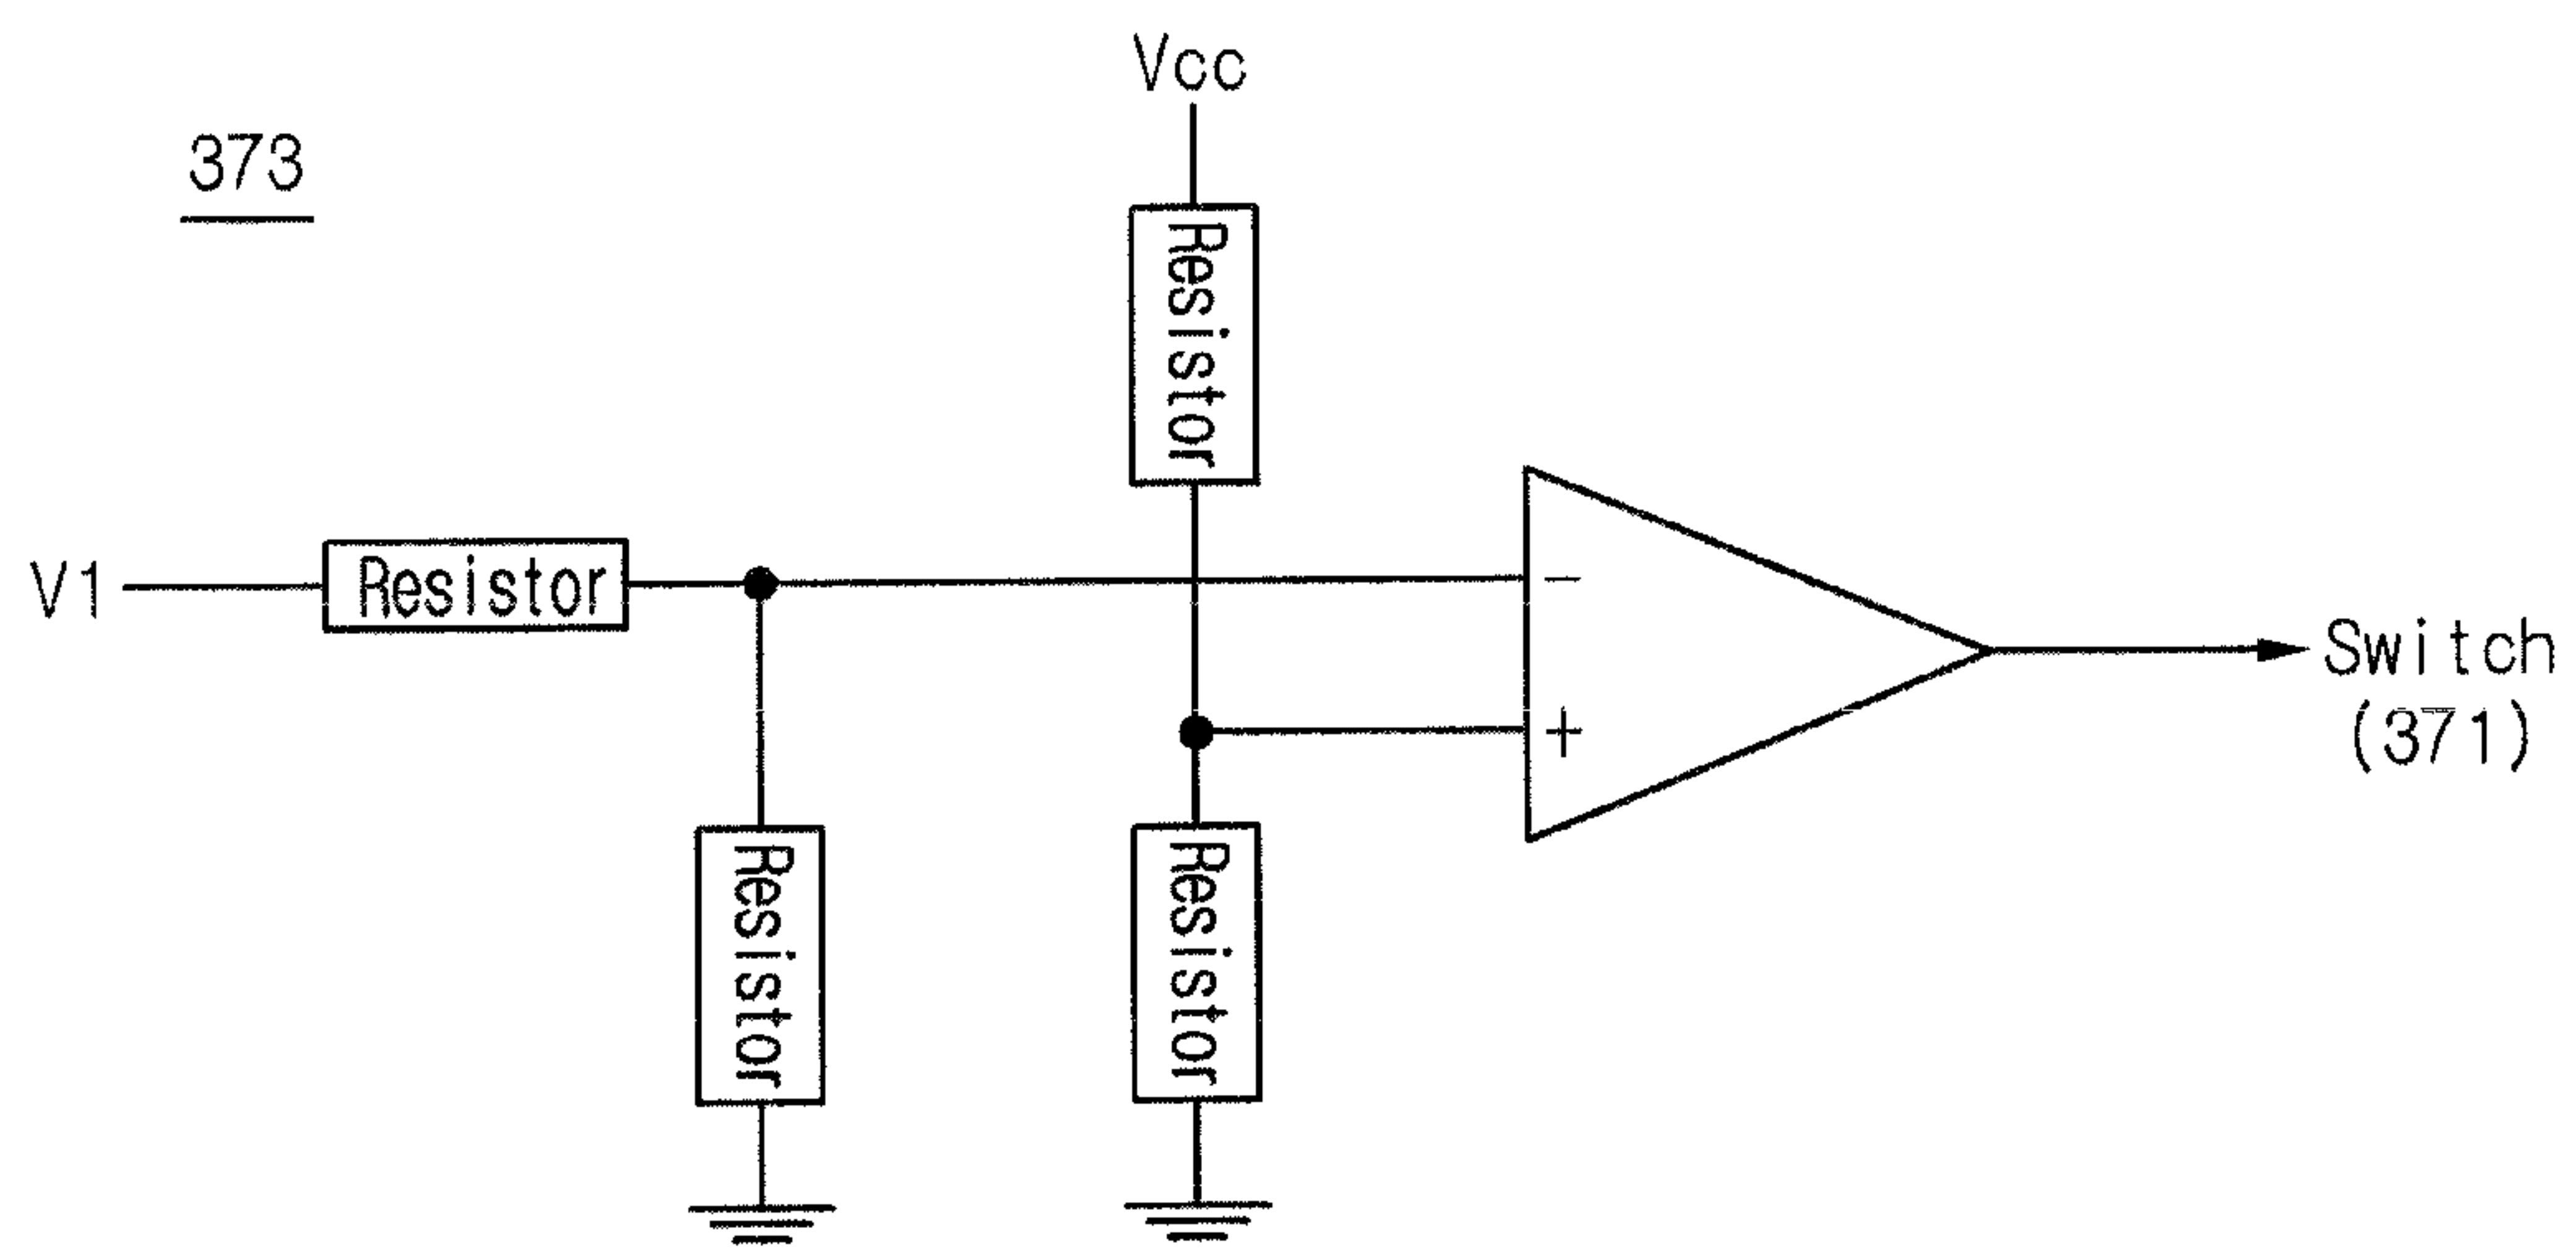 Vcc
373
Resistor
V1
Resistor
−
+
Switch
(371)
Resistor
Resistor